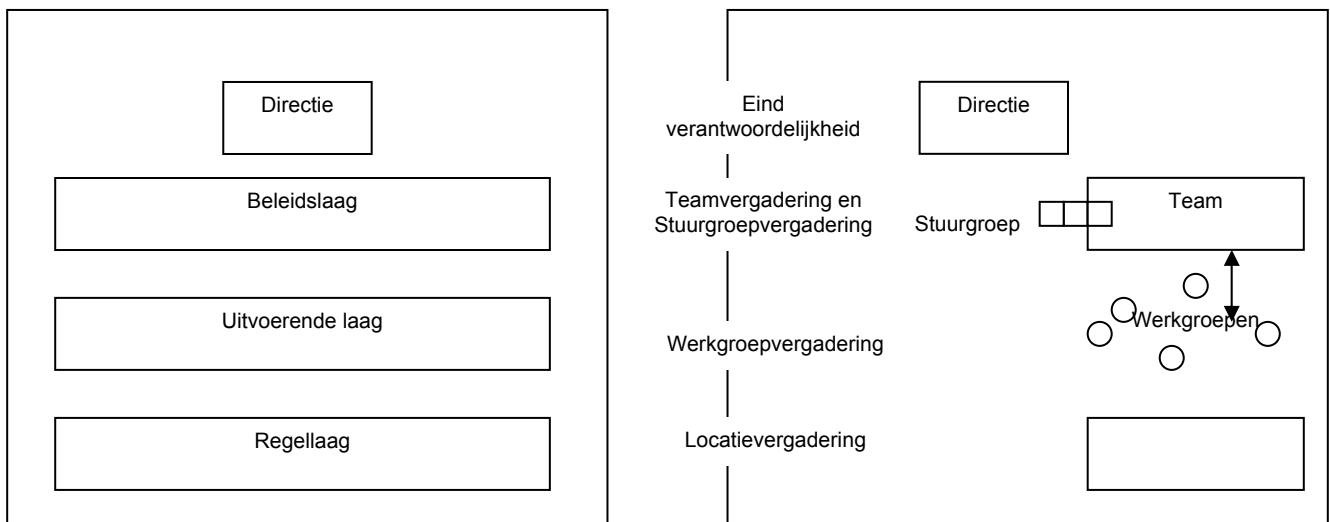 Directie
Beleidslaag
Uitvoerende laag
Regellaag
Eind
verantwoordelijkheid
Teamvergadering en
Stuurgroepvergadering
Werkgroepvergadering
Locatievergadering
Directie
Stuurgroep
Team
Werkgroepen